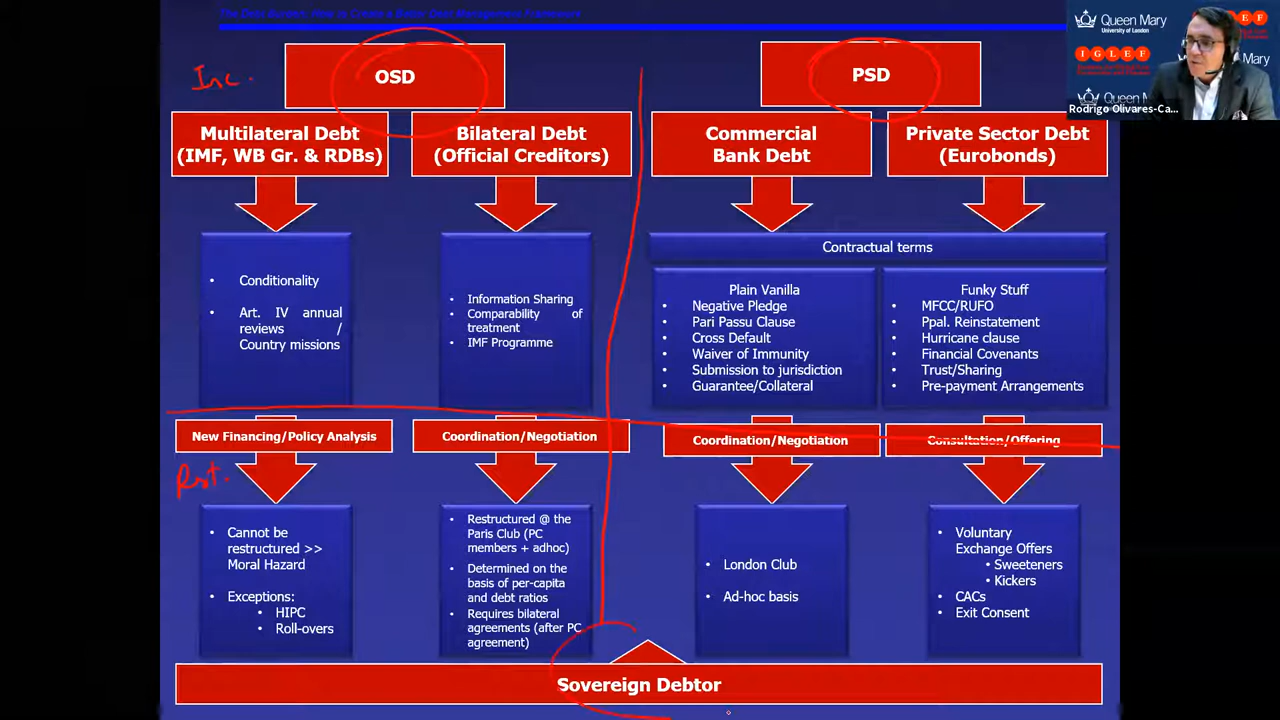 The Debt Burden: How to Create a Better Debt Management Framework
Queen Mary
University of London
IGLEF
Rodrigo Olivares-Ca...
Inc.
OSD
PSD
Multilateral Debt
(IMF, WB Gr. & RDBs)
Bilateral Debt
(Official Creditors)
Commercial
Bank Debt
Private Sector Debt
(Eurobonds)
• Conditionality
• Art. IV annual
reviews /
Country missions
• Information Sharing
• Comparability of
treatment
• IMF Programme
Contractual terms
Plain Vanilla
• Negative Pledge
• Pari Passu Clause
• Cross Default
• Waiver of Immunity
• Submission to jurisdiction
• Guarantee/Collateral
Funky Stuff
• MFCC/RUFO
• Ppal. Reinstatement
• Hurricane clause
• Financial Covenants
• Trust/Sharing
• Pre-payment Arrangements
New Financing/Policy Analysis
Coordination/Negotiation
Coordination/Negotiation
Consultation/Offering
Rst.
• Cannot be
restructured >>
Moral Hazard
• Exceptions:
• HIPC
• Roll-overs
• Restructured @ the
Paris Club (PC
members + adhoc)
• Determined on the
basis of per-capita
and debt ratios
• Requires bilateral
agreements (after PC
agreement)
• London Club
• Ad-hoc basis
• Voluntary
Exchange Offers
• Sweeteners
• Kickers
• CACs
• Exit Consent
Sovereign Debtor